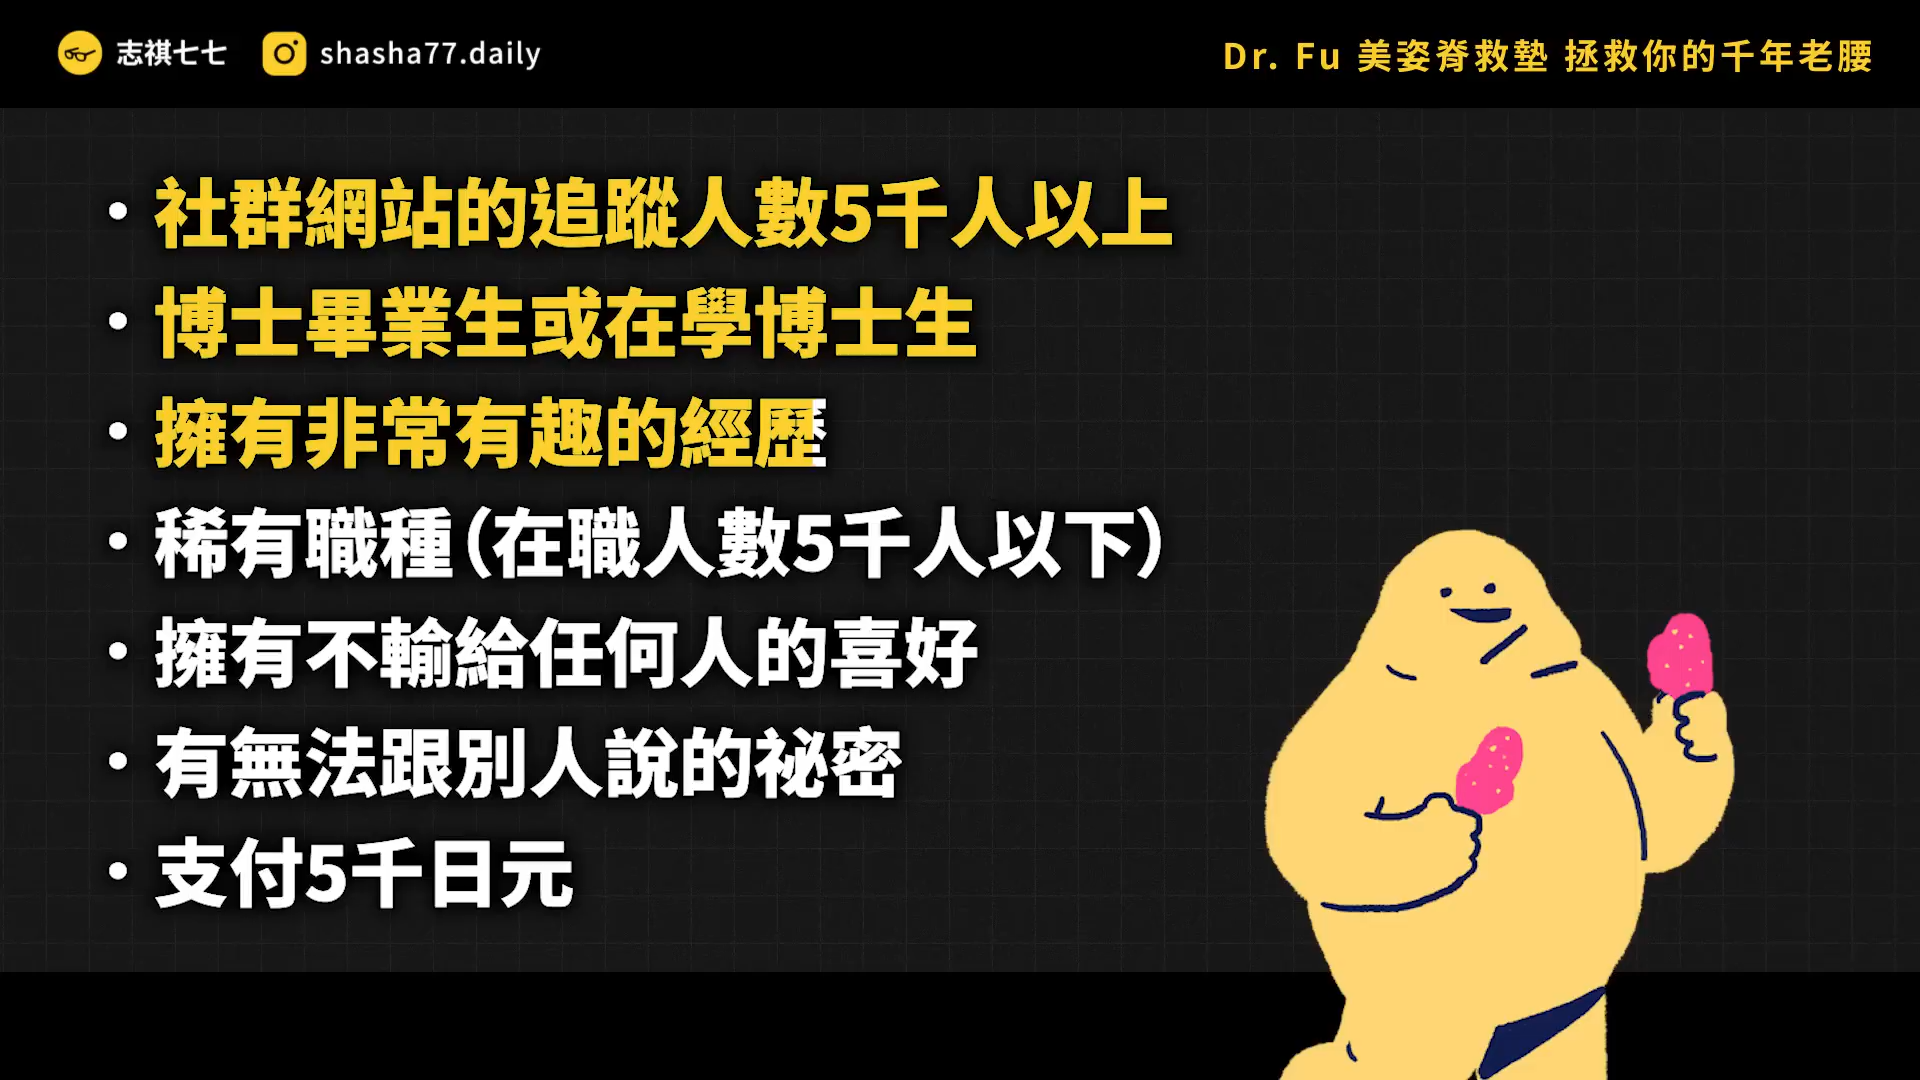 志祺七七 shasha77.daily
Dr. Fu 美姿脊救墊 拯救你的千年老腰
• 社群網站的追蹤人數5千人以上
• 博士畢業生或在學博士生
• 擁有非常有趣的經歷
• 稀有職種(在職人數5千人以下)
• 擁有不輸給任何人的喜好
• 有無法跟別人說的祕密
• 支付5千日元